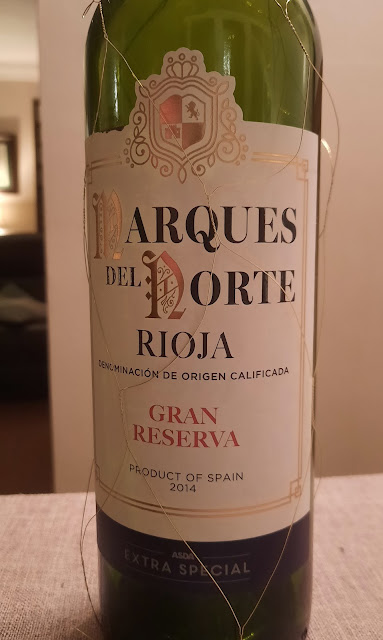 MARQUES
DEL NORTE
RIOJA
DENOMINACIÓN DE ORIGEN CALIFICADA
GRAN
RESERVA
PRODUCT OF SPAIN
2014
ASDA
EXTRA SPECIAL